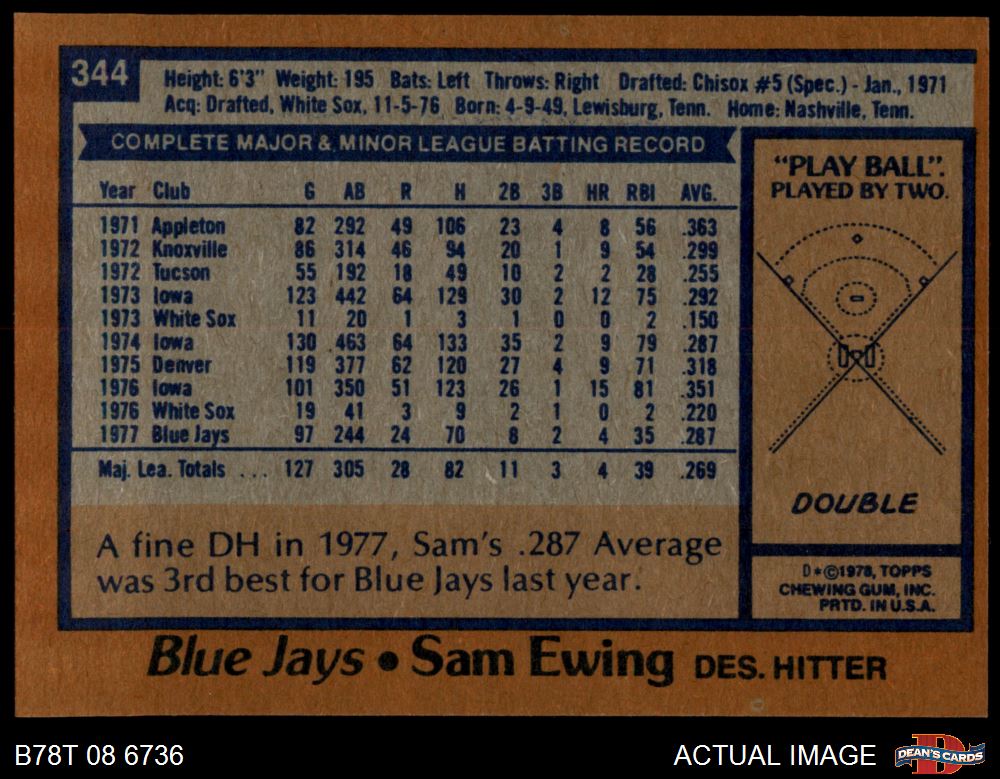 344
Height: 6'3" Weight: 195 Bats: Left Throws: Right Drafted: Chisox #5 (Spec.) - Jan., 1971
Acq: Drafted, White Sox, 11-5-76 Born: 4-9-49, Lewisburg, Tenn. Home: Nashville, Tenn.
COMPLETE MAJOR & MINOR LEAGUE BATTING RECORD
Year Club G AB R H 2B 3B HR RBI AVG.
1971 Appleton 82 292 49 106 23 4 8 56 .363
1972 Knoxville 86 314 46 94 20 1 9 54 .299
1972 Tucson 55 192 18 49 10 2 2 28 .255
1973 Iowa 123 442 64 129 30 2 12 75 .292
1973 White Sox 11 20 1 3 1 0 0 2 .150
1974 Iowa 130 463 64 133 35 2 9 79 .287
1975 Denver 119 377 62 120 27 4 9 71 .318
1976 Iowa 101 350 51 123 26 1 15 81 .351
1976 White Sox 19 41 3 9 2 1 0 2 .220
1977 Blue Jays 97 244 24 70 8 2 4 35 .287
Maj. Lea. Totals ... 127 305 28 82 11 3 4 39 .269
A fine DH in 1977, Sam's .287 Average
was 3rd best for Blue Jays last year.
"PLAY BALL".
PLAYED BY TWO.
DOUBLE
D*©1978, TOPPS
CHEWING GUM, INC.
PRTD. IN U.S.A.
Blue Jays • Sam Ewing DES. HITTER
B78T 08 6736
ACTUAL IMAGE
D
DEAN'S CARDS